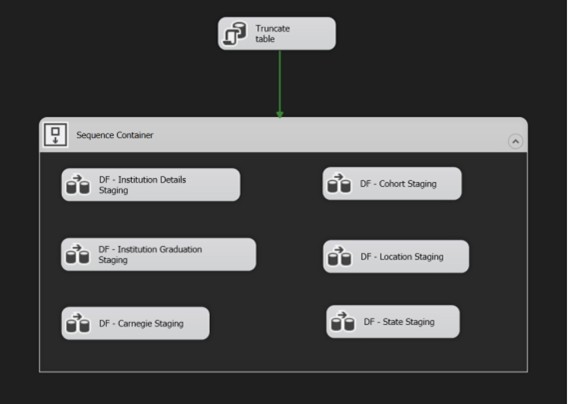 Truncate
table
Sequence Container
DF - Institution Details
Staging
DF - Cohort Staging
DF - Institution Graduation
Staging
DF - Location Staging
DF - Carnegie Staging
DF - State Staging